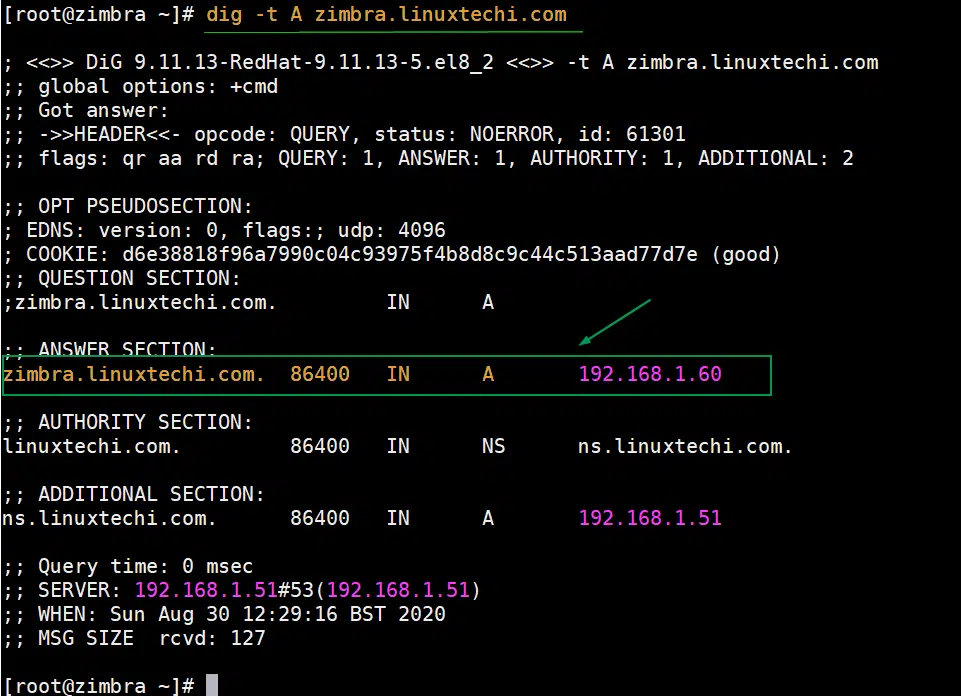 [root@zimbra ~]# dig -t A zimbra.linuxtechi.com
; <<>> DiG 9.11.13-RedHat-9.11.13-5.el8_2 <<>> -t A zimbra.linuxtechi.com
;; global options: +cmd
;; Got answer:
;; ->>HEADER<<- opcode: QUERY, status: NOERROR, id: 61301
;; flags: qr aa rd ra; QUERY: 1, ANSWER: 1, AUTHORITY: 1, ADDITIONAL: 2
;; OPT PSEUDOSECTION:
; EDNS: version: 0, flags:; udp: 4096
; COOKIE: d6e38818f96a7990c04c93975f4b8d8c9c44c513aad77d7e (good)
;; QUESTION SECTION:
;zimbra.linuxtechi.com. IN A
;; ANSWER SECTION:
zimbra.linuxtechi.com. 86400 IN A 192.168.1.60
;; AUTHORITY SECTION:
linuxtechi.com. 86400 IN NS ns.linuxtechi.com.
;; ADDITIONAL SECTION:
ns.linuxtechi.com. 86400 IN A 192.168.1.51
;; Query time: 0 msec
;; SERVER: 192.168.1.51#53(192.168.1.51)
;; WHEN: Sun Aug 30 12:29:16 BST 2020
;; MSG SIZE rcvd: 127
[root@zimbra ~]#